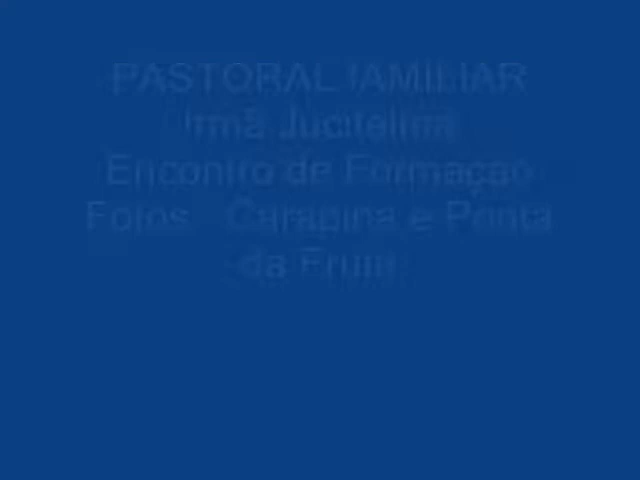 PASTORAL fAMILIAR
Irmã
Encontro de Formação
Fotos Carapina e Ponta
da Fruta